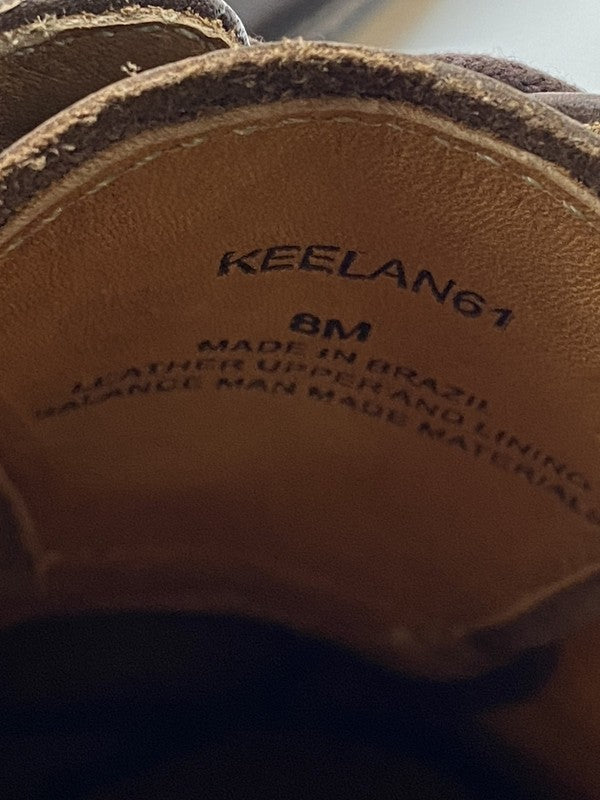 KEELAN61
8M
MADE IN BRAZIL
LEATHER UPPER AND LINING
BALANCE MAN MADE MATERIALS